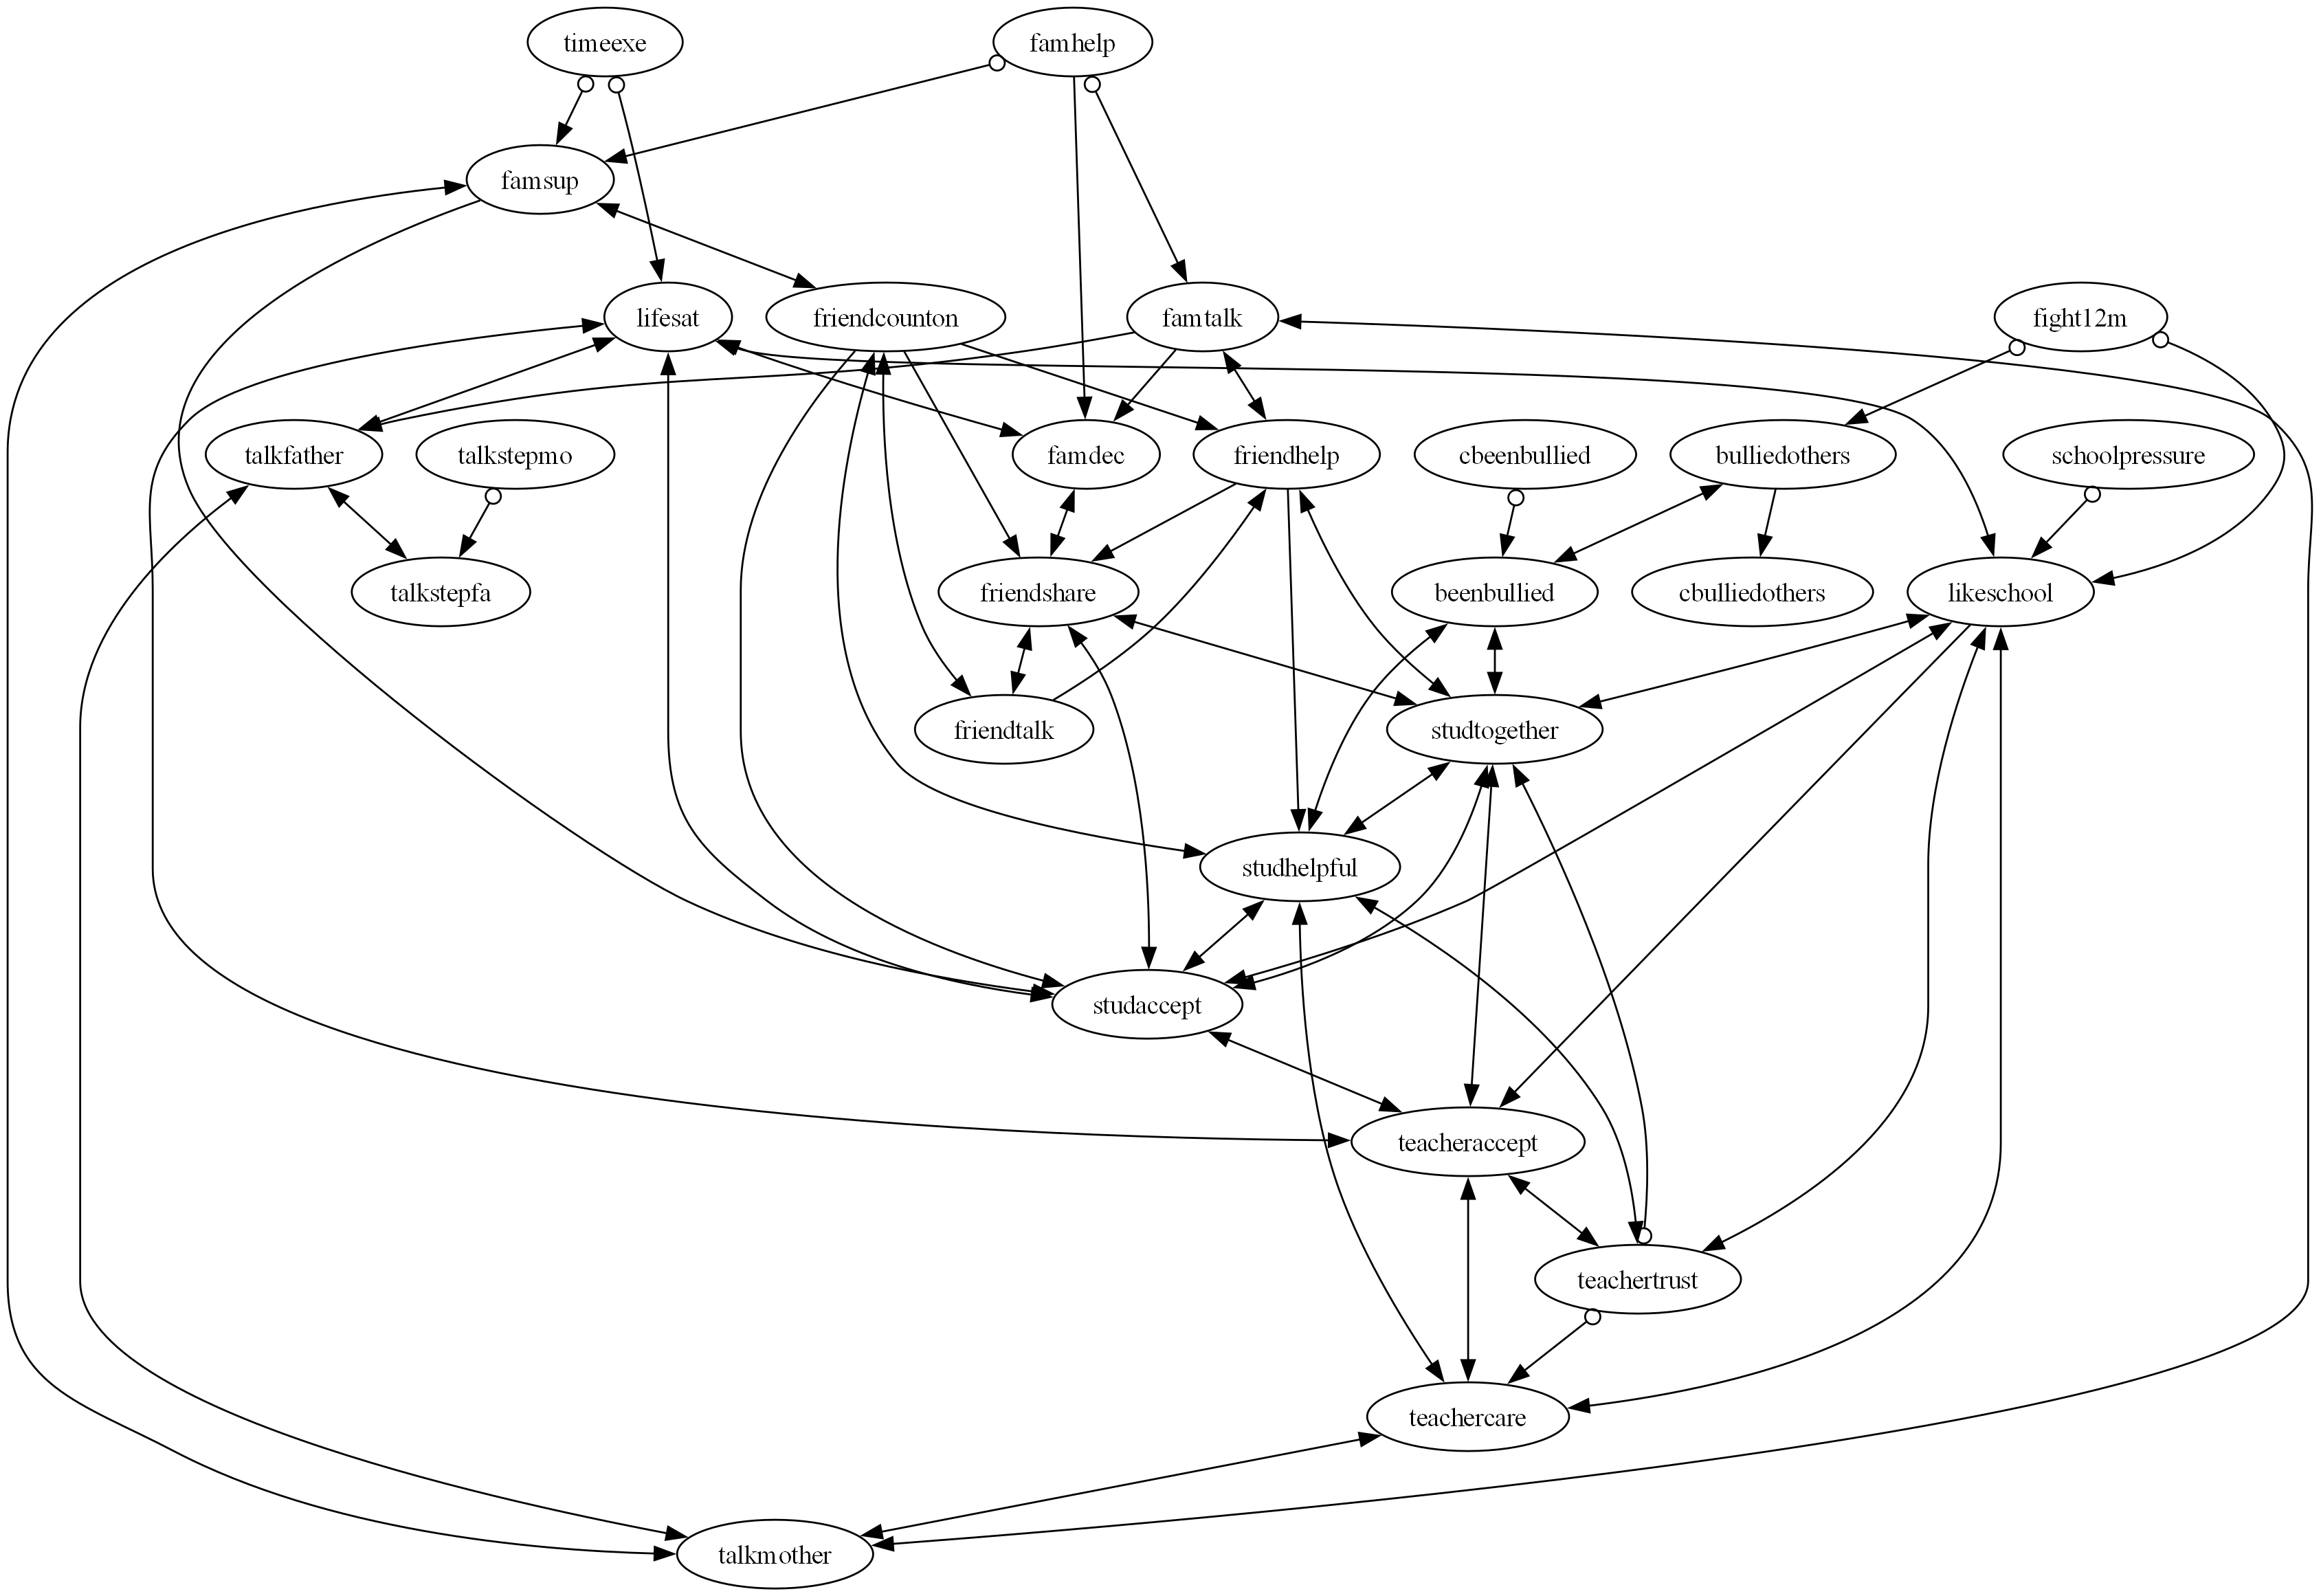 timeexe
famhelp
famsup
lifesat
friendcounton
famtalk
fight12m
talkfather
talkstepmo
famdec
friendhelp
cbeenbullied
bulliedothers
schoolpressure
talkstepfa
friendshare
beenbullied
cbulliedothers
likeschool
friendtalk
studtogether
studhelpful
studaccept
teacheraccept
teachertrust
teachercare
talkmother